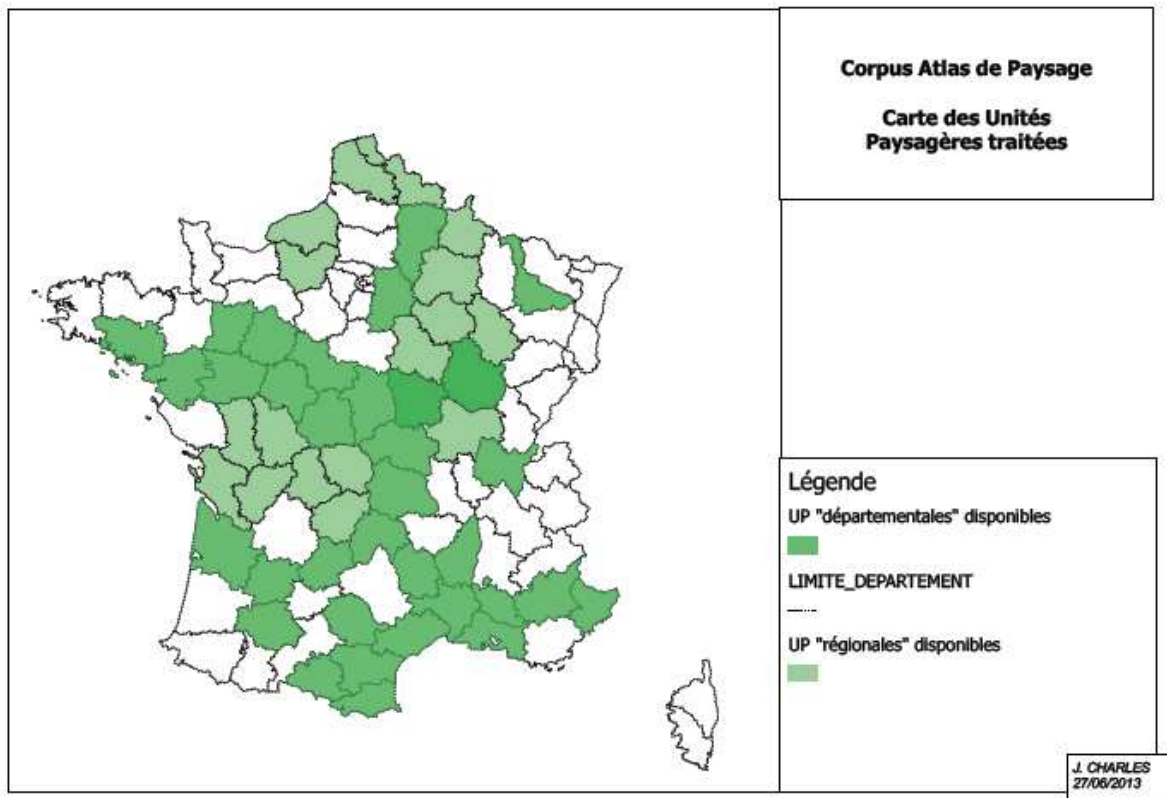 Corpus Atlas de Paysage
Carte des Unités
Paysagères traitées
Légende
UP "départementales" disponibles
LIMITE_DEPARTEMENT
UP "régionales" disponibles
J. CHARLES
27/06/2013